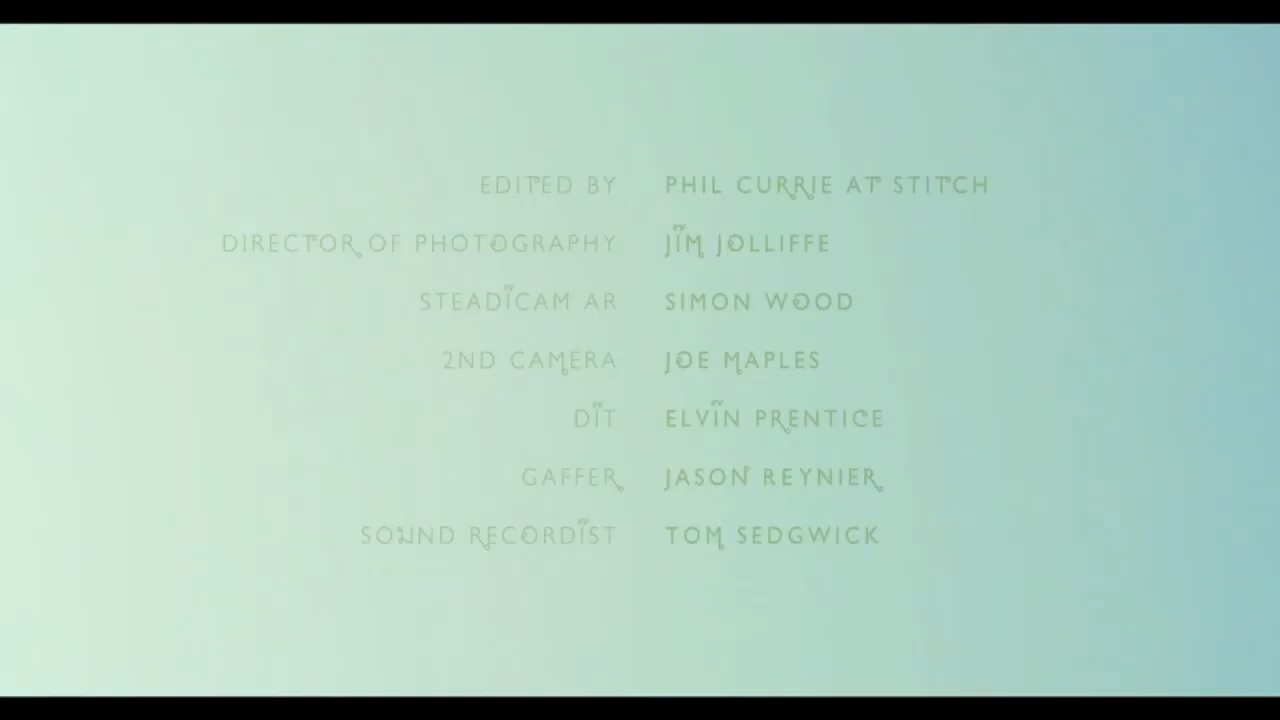 EDITED BY PHIL CURRIE AT STITCH
DIRECTOR OF PHOTOGRAPHY JIM JOLLIFFE
STEADICAM AR SIMON WOOD
2ND CAMERA JOE MAPLES
DIT ELVIN PRENTICE
GAFFER JASON REYNIER
SOUND RECORDIST TOM SEDGWICK